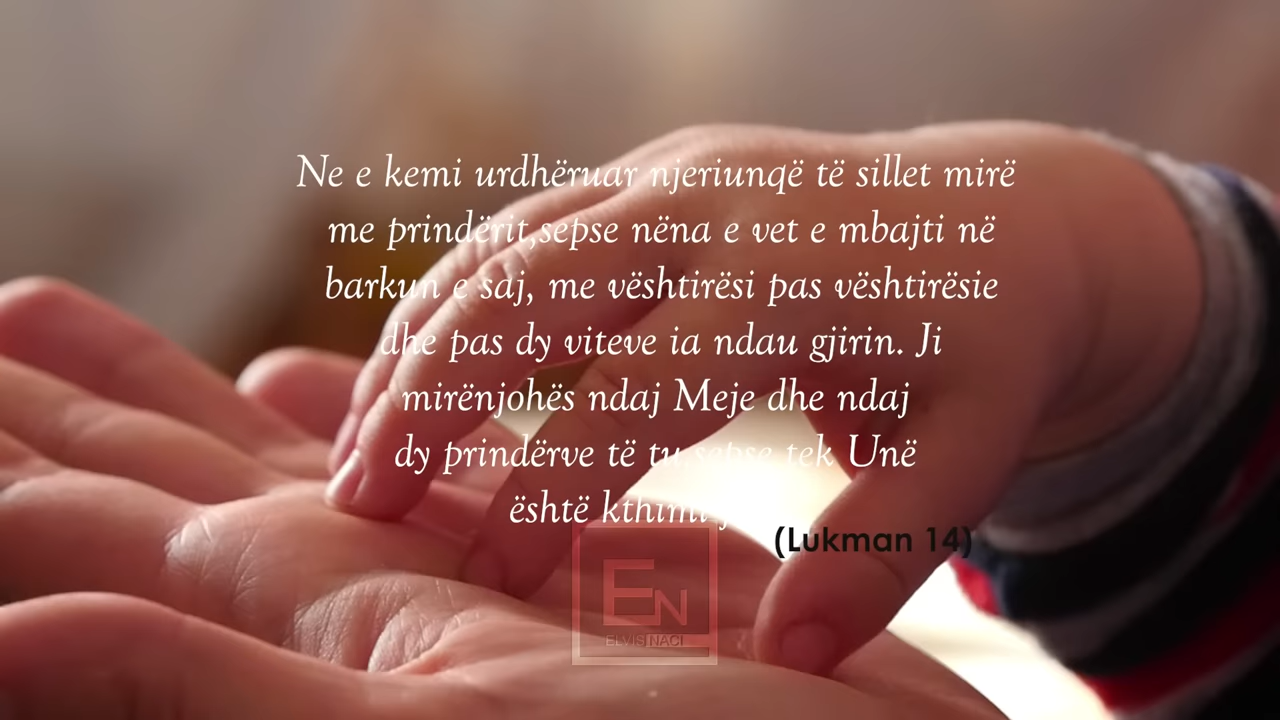 Ne e kemi urdhëruar njeriunqë të sillet mirë
me prindërit,sepse nëna e vet e mbajti në
barkun e saj, me vështirësi pas vështirësie
dhe pas dy viteve ia ndau gjirin. Ji
mirënjohës ndaj Meje dhe ndaj
dy prindërve të tu,sepse tek Unë
është kthimi
(Lukman 14)
EN
ELVIS NACI